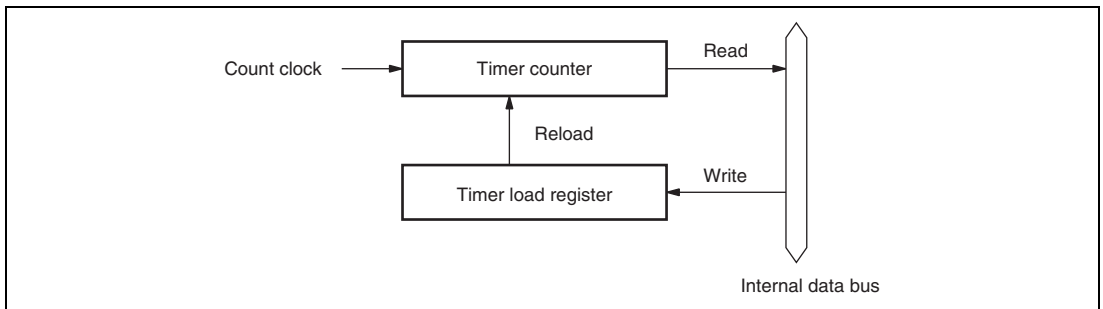 Read
Count clock
Timer counter
Reload
Write
Timer load register
Internal data bus